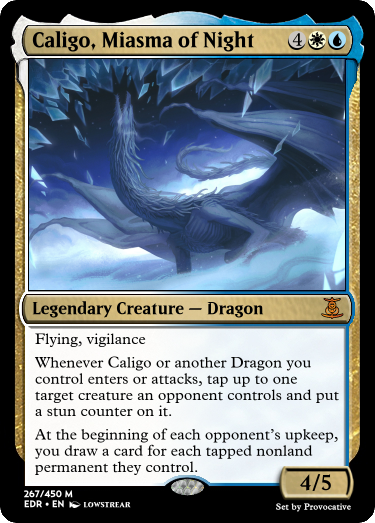 Caligo, Miasma of Night 4
Legendary Creature — Dragon
Flying, vigilance
Whenever Caligo or another Dragon you
control enters or attacks, tap up to one
target creature an opponent controls and put
a stun counter on it.
At the beginning of each opponent's upkeep,
you draw a card for each tapped nonland
permanent they control.
4/5
267/450 M
EDR • EN LOWSTREAR
Set by Provocative